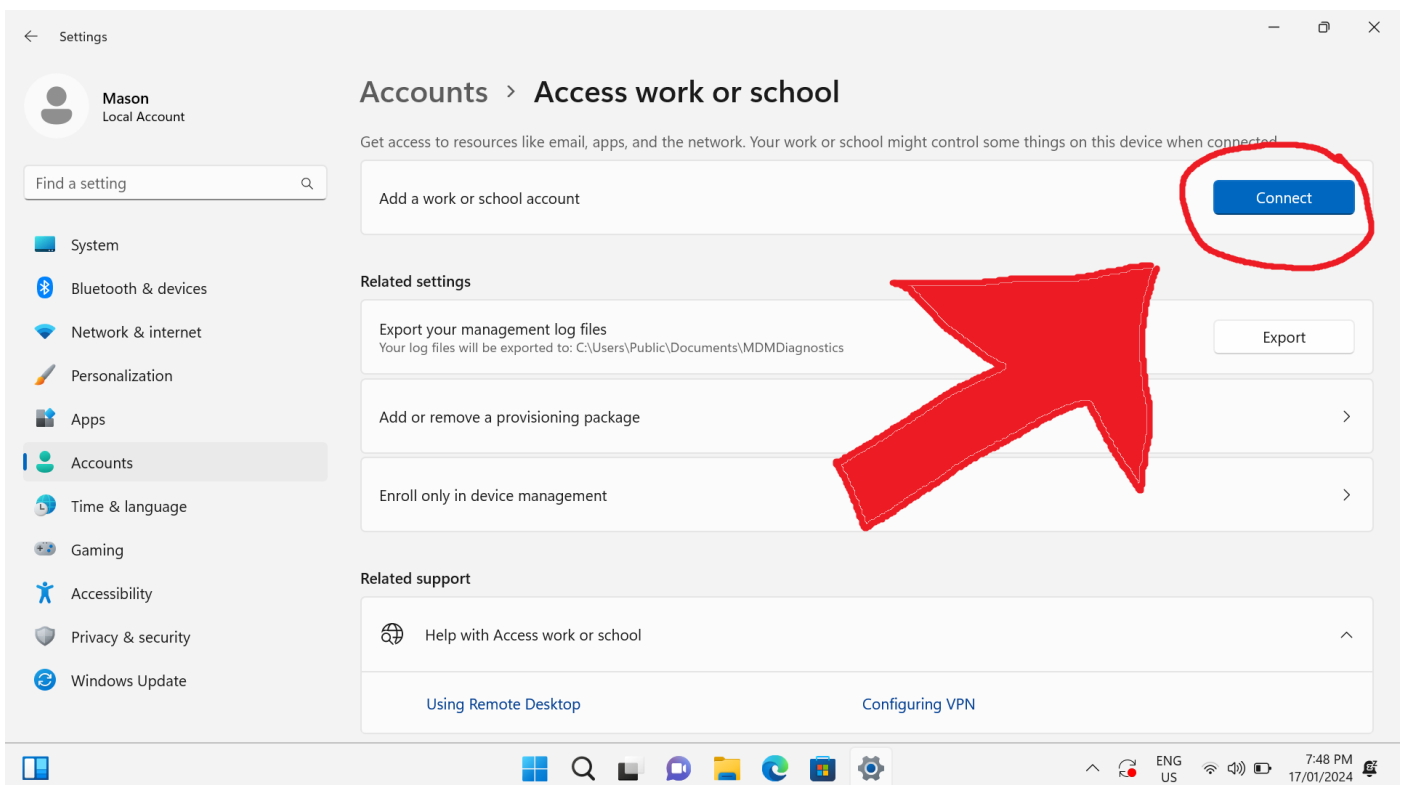 Settings
Mason
Local Account
Find a setting
System
Bluetooth & devices
Network & internet
Personalization
Apps
Accounts
Time & language
Gaming
Accessibility
Privacy & security
Windows Update
Accounts > Access work or school
Get access to resources like email, apps, and the network. Your work or school might control some things on this device when connected.
Add a work or school account
Connect
Related settings
Export your management log files
Your log files will be exported to: C:\Users\Public\Documents\MDMDiagnostics
Export
Add or remove a provisioning package
Enroll only in device management
Related support
Help with Access work or school
Using Remote Desktop
Configuring VPN
ENG
US
7:48 PM
17/01/2024